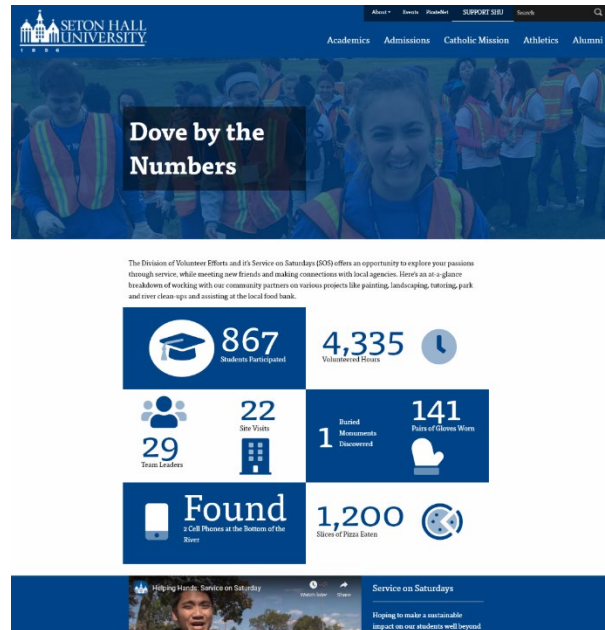 About Events PirateNet SUPPORT SHU Search
SETON HALL
UNIVERSITY
1 8 5 6
Academics Admissions Catholic Mission Athletics Alumni
Dove by the
Numbers
The Division of Volunteer Efforts and it's Service on Saturdays (SOS) offers an opportunity to explore your passions
through service, while meeting new friends and making connections with local agencies. Here's an at-a-glance
breakdown of working with our community partners on various projects like painting, landscaping, tutoring, park
and river clean-ups and assisting at the local food bank.
867
Students Participated
4,335
Volunteered Hours
29
Team Leaders
22
Site Visits
1 Buried
Monuments
Discovered
141
Pairs of Gloves Worn
Found
2 Cell Phones at the Bottom of the
River
1,200
Slices of Pizza Eaten
Helping Hands: Service on Saturday
Watch later Share
Service on Saturdays
Hoping to make a sustainable
impact on our students well beyond